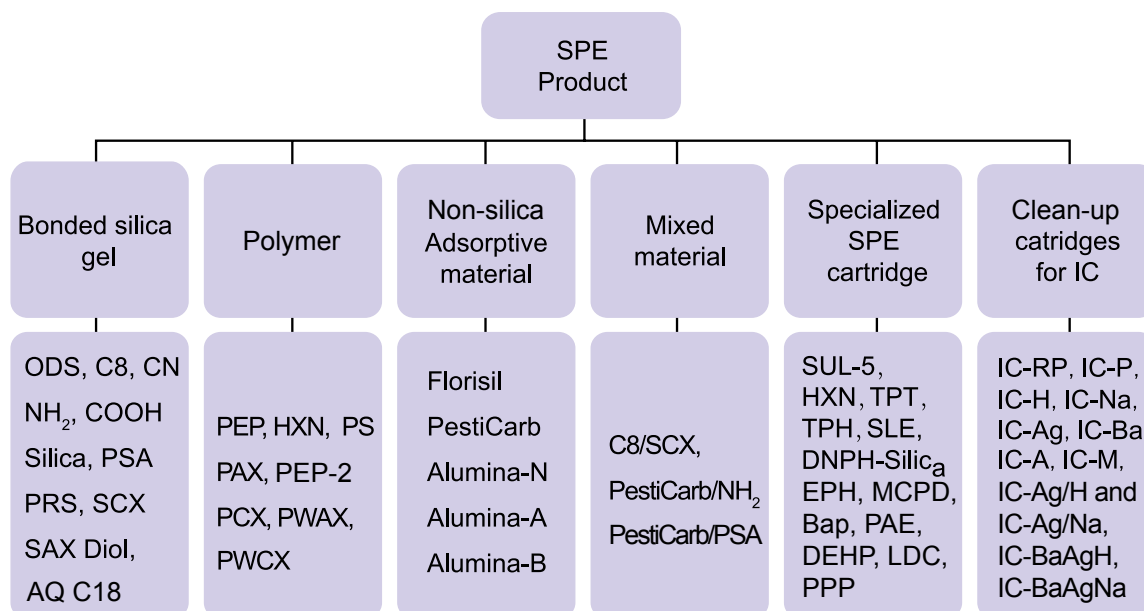 SPE
Product
Bonded silica
gel
Polymer
Non-silica
Adsorptive
material
Mixed
material
Specialized
SPE
cartridge
Clean-up
catridges
for IC
ODS, C8, CN
NH₂, COOH
Silica, PSA
PRS, SCX
SAX Diol,
AQ C18
PEP, HXN, PS
PAX, PEP-2
PCX, PWAX,
PWCX
Florisil
PestiCarb
Alumina-N
Alumina-A
Alumina-B
C8/SCX,
PestiCarb/NH₂
PestiCarb/PSA
SUL-5,
HXN, TPT,
TPH, SLE,
DNPH-Silica
EPH, MCPD,
Bap, PAE,
DEHP, LDC,
PPP
IC-RP, IC-P,
IC-H, IC-Na,
IC-Ag, IC-Ba
IC-A, IC-M,
IC-Ag/H and
IC-Ag/Na,
IC-BaAgH,
IC-BaAgNa